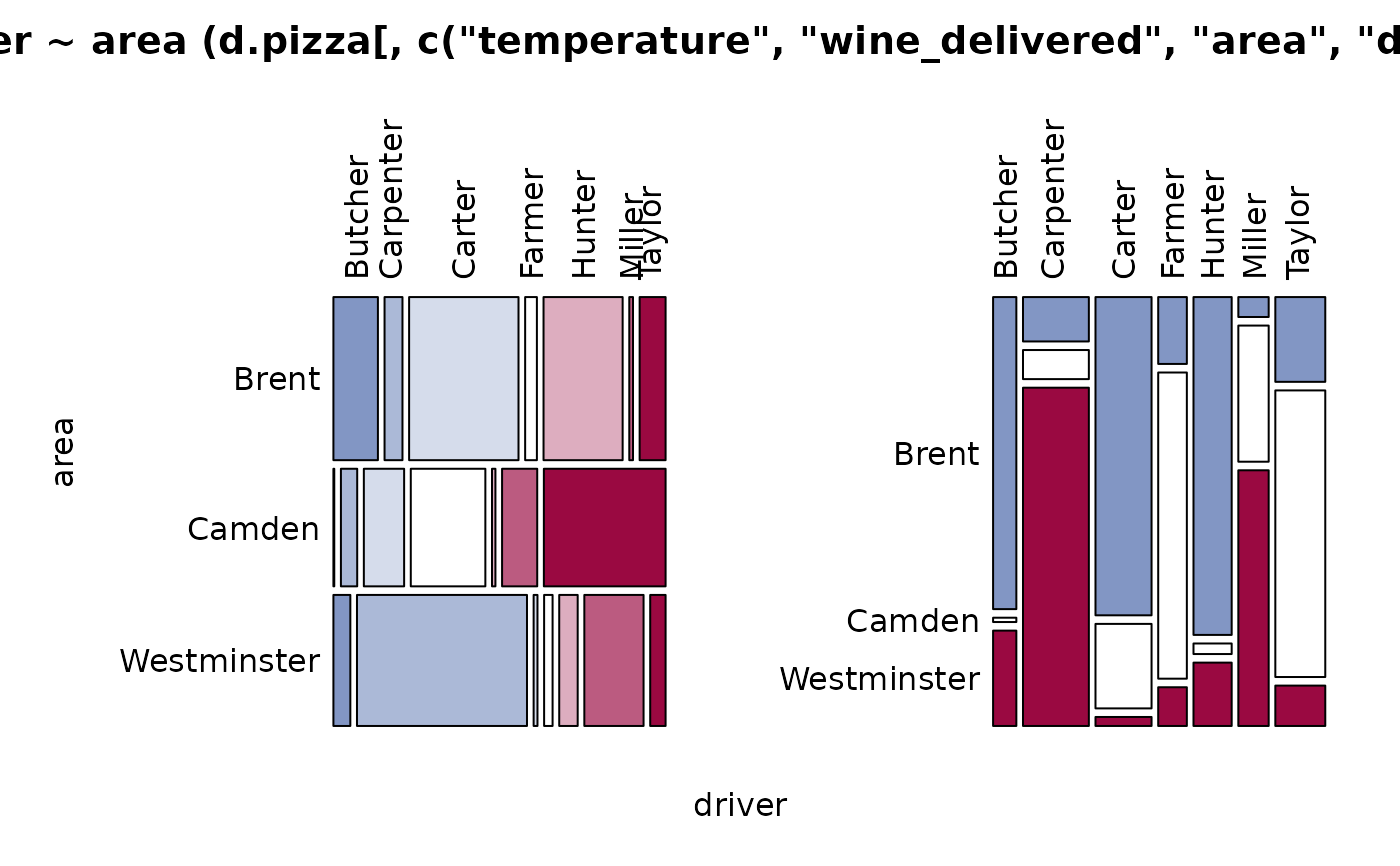 er ~ area (d.pizza[, c("temperature", "wine_delivered", "area", "d
Butcher
Carpenter
Carter
Farmer
Hunter
Miller
Taylor
Butcher
Carpenter
Carter
Farmer
Hunter
Miller
Taylor
area
Brent
Camden
Westminster
Brent
Camden
Westminster
driver